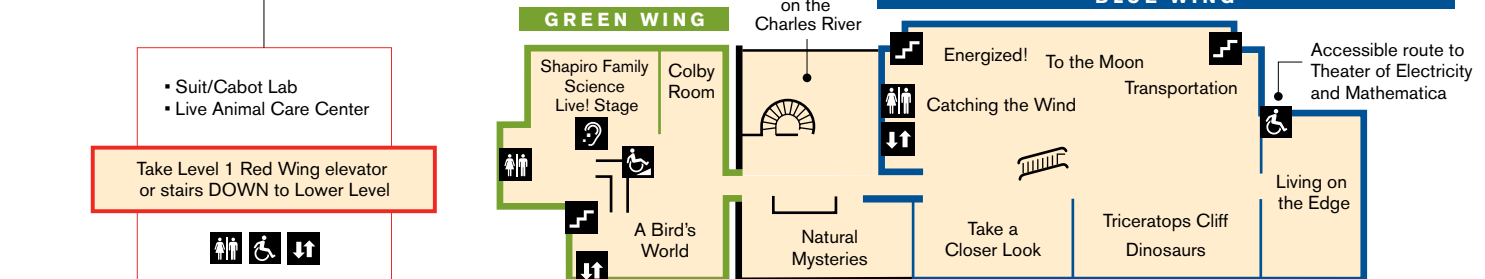 on the
Charles River
GREEN WING
BLUE WING
▪ Suit/Cabot Lab
▪ Live Animal Care Center
Take Level 1 Red Wing elevator
or stairs DOWN to Lower Level
Shapiro Family
Science
Live! Stage
Colby
Room
A Bird's
World
Natural
Mysteries
Energized!
To the Moon
Transportation
Catching the Wind
Take a
Closer Look
Triceratops Cliff
Dinosaurs
Living on
the Edge
Accessible route to
Theater of Electricity
and Mathematica